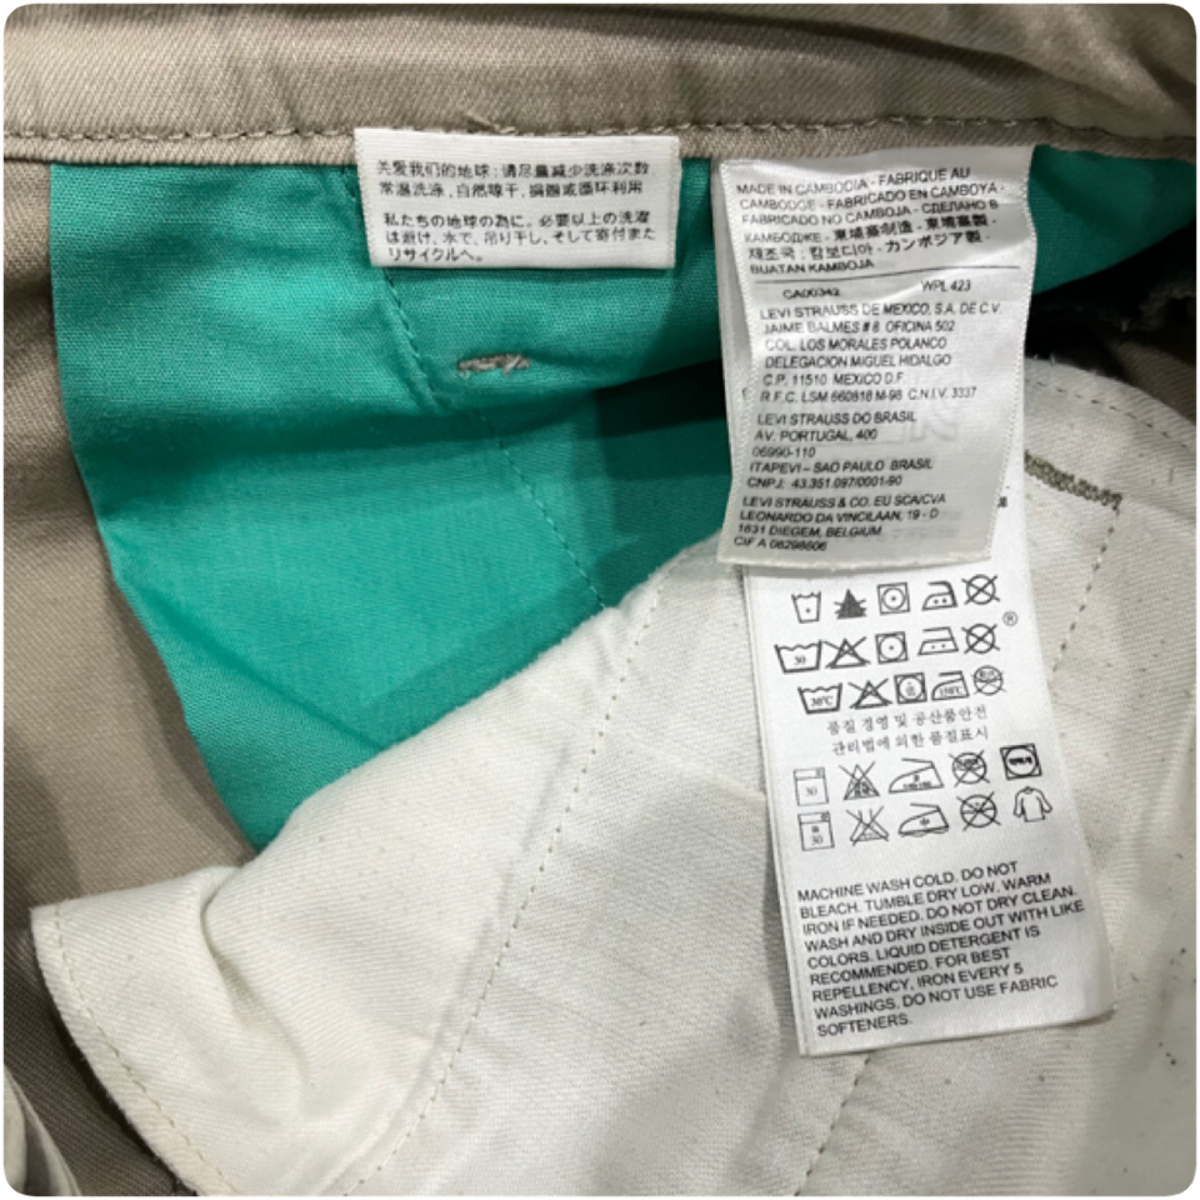 关爱我们的地球：请尽量减少洗涤次数
常温洗涤，自然晾干，捐赠或循环利用
私たちの地球の為に。必要以上の洗濯
は避け、水で、吊り干し、そして寄付また
リサイクルへ。
MADE IN CAMBODIA - FABRIQUE AU
CAMBODGE - FABRICADO EN CAMBOYA -
FABRICADO NO CAMBOJA - СДЕЛАНО В
КАМБОДЖЕ - 柬埔寨制造 - 柬埔寨製 -
제조국 : 캄보디아 - カンボジア製 -
BUATAN KAMBOJA
CA00342 WPL 423
LEVI STRAUSS DE MEXICO, S.A. DE C.V.
JAIME BALMES # 8 OFICINA 502
COL. LOS MORALES POLANCO
DELEGACION MIGUEL HIDALGO
C.P. 11510 MEXICO D.F.
R.F.C. LSM 660818 M-98 C.N.I.V. 3337
LEVI STRAUSS DO BRASIL
AV. PORTUGAL, 400
06990-110
ITAPEVI – SAO PAULO BRASIL
CNPJ: 43.351.097/0001-90
LEVI STRAUSS & CO. EU SCA/CVA
LEONARDO DA VINCILAAN, 19 - D
1831 DIEGEM, BELGIUM
CIF A 08298606
®
30
30℃
품질 경영 및 공산품안전
관리법에 의한 품질표시
30
30 中
MACHINE WASH COLD. DO NOT
BLEACH. TUMBLE DRY LOW. WARM
IRON IF NEEDED. DO NOT DRY CLEAN.
WASH AND DRY INSIDE OUT WITH LIKE
COLORS. LIQUID DETERGENT IS
RECOMMENDED. FOR BEST
REPELLENCY, IRON EVERY 5
WASHINGS. DO NOT USE FABRIC
SOFTENERS.